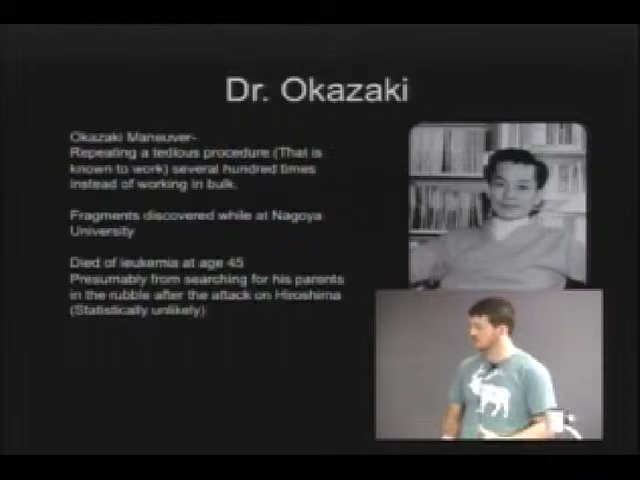 Dr. Okazaki
Okazaki Maneuver-
Repeating a tedious procedure (That is
known to work) several hundred times
instead of working in bulk.
Fragments discovered while at Nagoya
University
Died of leukemia at age 45
Presumably from searching for his parents
in the rubble after the attack on Hiroshima
(Statistically unlikely)